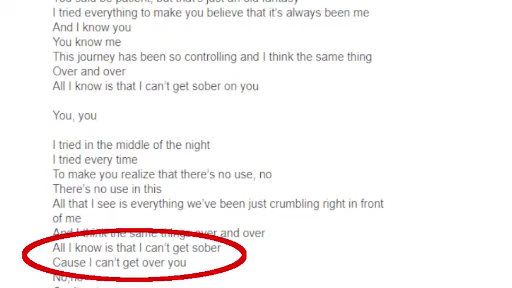 You said be patient, but that's just an old fantasy
I tried everything to make you believe that it's always been me
And I know you
You know me
This journey has been so controlling and I think the same thing
Over and over
All I know is that I can't get sober on you
You, you
I tried in the middle of the night
I tried every time
To make you realize that there's no use, no
There's no use in this
All that I see is everything we've been just crumbling right in front
of me
And I think the same things over and over
All I know is that I can't get sober
Cause I can't get over you
No,no